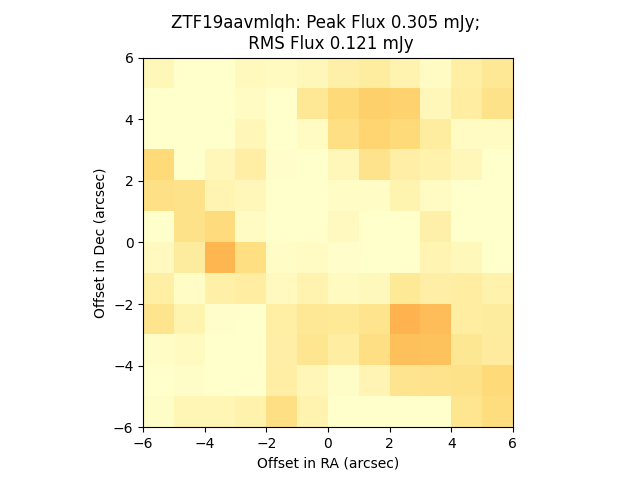 ZTF19aavmlqh: Peak Flux 0.305 mJy;
RMS Flux 0.121 mJy
6
4
2
0
−2
−4
−6
Offset in Dec (arcsec)
−6 −4 −2 0 2 4 6
Offset in RA (arcsec)